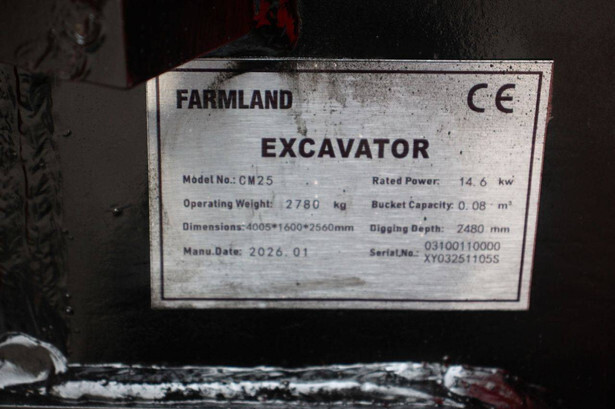 FARMLAND CE
EXCAVATOR
Model No.: CM25 Rated Power: 14.6 kw
Operating Weight: 2780 kg Bucket Capacity: 0.08 m³
Dimensions: 4005*1600*2560mm Digging Depth: 2480 mm
Manu.Date: 2026.01 Serial.No.: 03100110000
XY03251105S